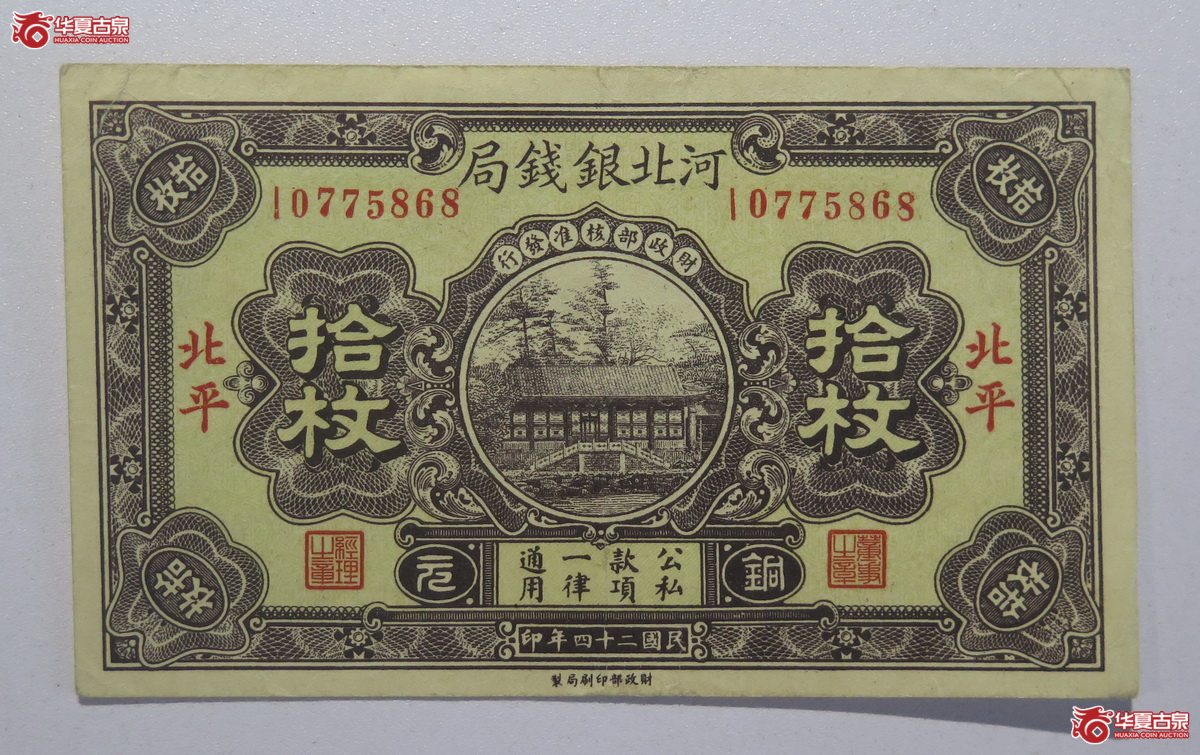 华夏古泉
HUAXIA COIN AUCTION
河北銀錢局
拾枚
拾枚
I0775868
I0775868
財政部核准發行
北平
拾枚
拾枚
北平
董事之章
經理之章
銅元
公私款項一律通用
拾枚
拾枚
民國二十四年印
財政部印刷局製
华夏古泉
HUAXIA COIN AUCTION